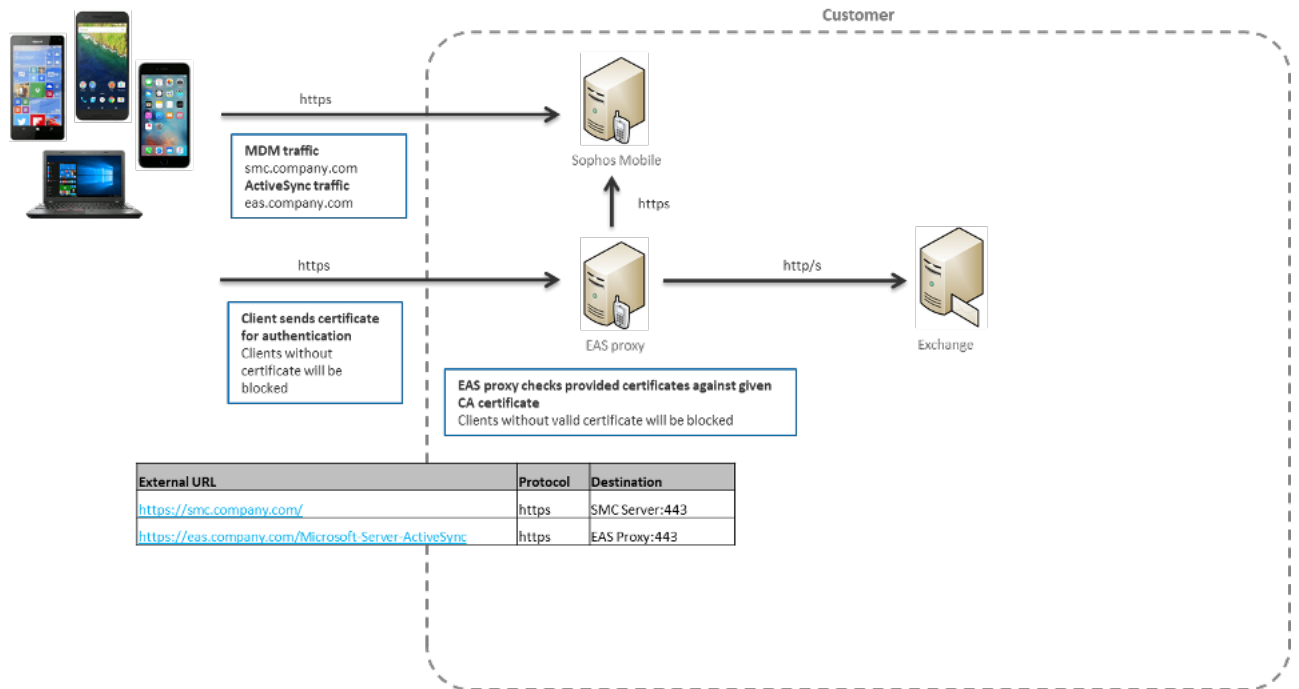 Customer
https
MDM traffic
smc.company.com
ActiveSync traffic
eas.company.com
Sophos Mobile
https
https
Client sends certificate
for authentication
Clients without
certificate will be
blocked
EAS proxy
http/s
Exchange
EAS proxy checks provided certificates against given
CA certificate
Clients without valid certificate will be blocked
External URL Protocol Destination
https://smc.company.com/ https SMC Server:443
https://eas.company.com/Microsoft-Server-ActiveSync https EAS Proxy:443